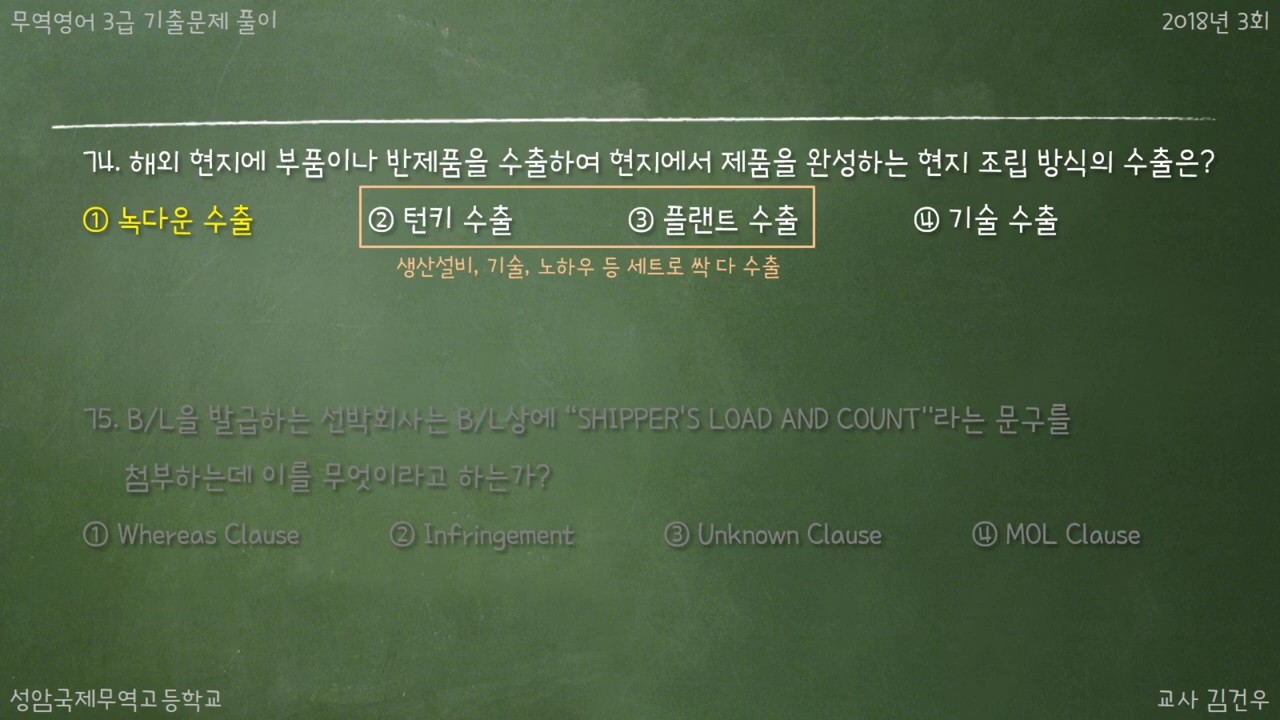 무역영어 3급 기출문제 풀이
2018년 3회
74. 해외 현지에 부품이나 반제품을 수출하여 현지에서 제품을 완성하는 현지 조립 방식의 수출은?
① 녹다운 수출 ② 턴키 수출 ③ 플랜트 수출 ④ 기술 수출
생산설비, 기술, 노하우 등 세트로 싹 다 수출
75. B/L을 발급하는 선박회사는 B/L상에 “SHIPPER'S LOAD AND COUNT"라는 문구를
첨부하는데 이를 무엇이라고 하는가?
① Whereas Clause ② Infringement ③ Unknown Clause ④ MOL Clause
성암국제무역고등학교
교사 김건우